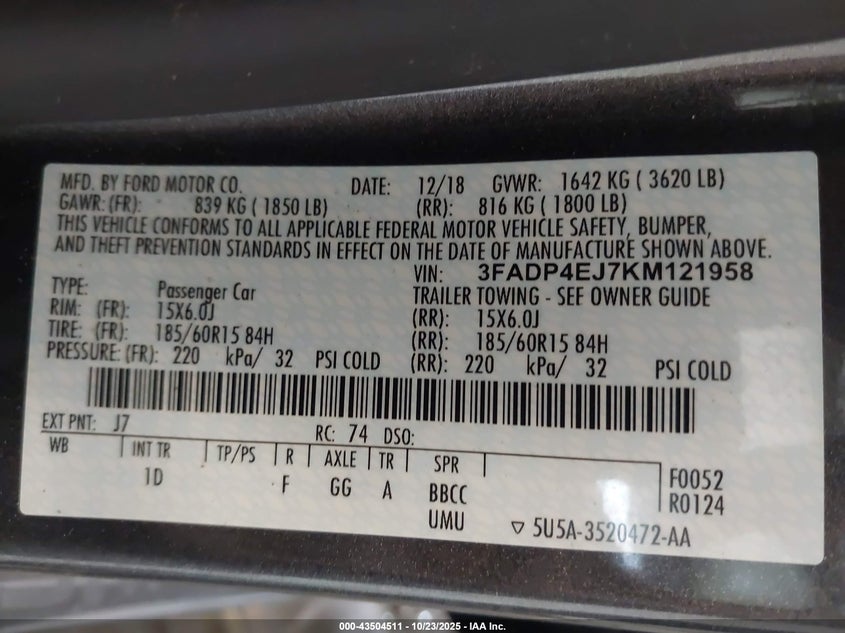 MFD. BY FORD MOTOR CO. DATE: 12/18 GVWR: 1642 KG ( 3620 LB)
GAWR: (FR): 839 KG ( 1850 LB) (RR): 816 KG ( 1800 LB)
THIS VEHICLE CONFORMS TO ALL APPLICABLE FEDERAL MOTOR VEHICLE SAFETY, BUMPER,
AND THEFT PREVENTION STANDARDS IN EFFECT ON THE DATE OF MANUFACTURE SHOWN ABOVE.
VIN: 3FADP4EJ7KM121958
TYPE: Passenger Car TRAILER TOWING - SEE OWNER GUIDE
RIM: (FR): 15X6.0J (RR): 15X6.0J
TIRE: (FR): 185/60R15 84H (RR): 185/60R15 84H
PRESSURE: (FR): 220 kPa/ 32 PSI COLD (RR): 220 kPa/ 32 PSI COLD
EXT PNT: J7 RC: 74 DSO:
WB INT TR TP/PS R AXLE TR SPR
1D F GG A BBCC
UMU
F0052
R0124
▽ 5U5A-3520472-AA
000-43504511 - 10/23/2025 - IAA Inc.